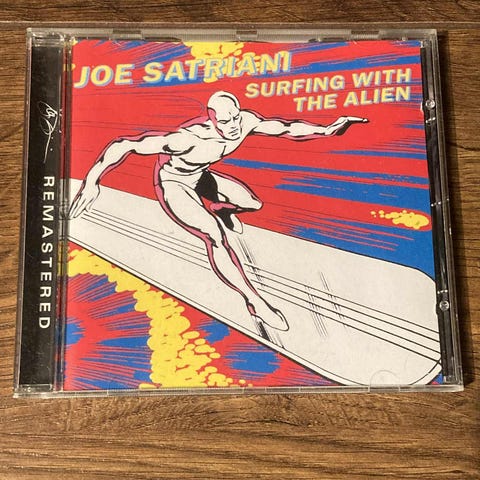 JOE SATRIANI
SURFING WITH
THE ALIEN
REMASTERED